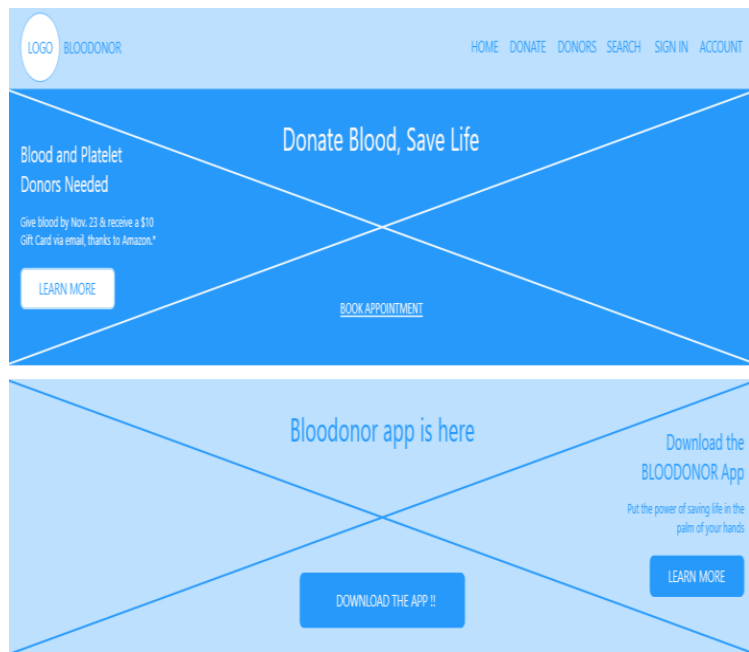 LOGO BLOODONOR
HOME DONATE DONORS SEARCH SIGN IN ACCOUNT
Donate Blood, Save Life
Blood and Platelet
Donors Needed
Give blood by Nov. 23 & receive a $10
Gift Card via email, thanks to Amazon.*
LEARN MORE
BOOK APPOINTMENT
Bloodonor app is here
Download the
BLOODONOR App
Put the power of saving life in the
palm of your hands
LEARN MORE
DOWNLOAD THE APP !!